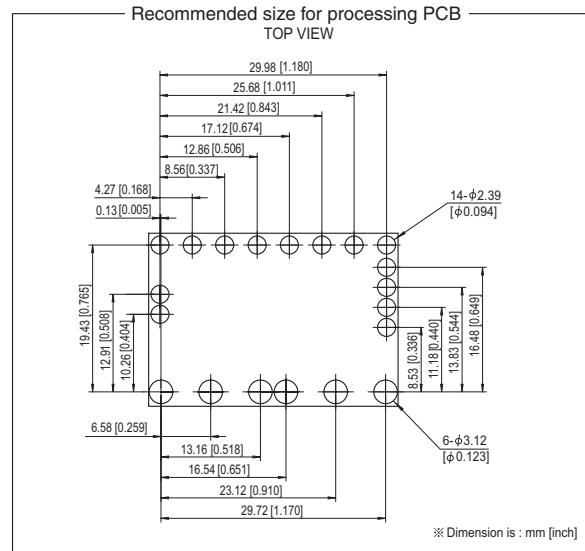 Recommended size for processing PCB
TOP VIEW
29.98 [1.180]
25.68 [1.011]
21.42 [0.843]
17.12 [0.674]
12.86 [0.506]
8.56 [0.337]
4.27 [0.168]
0.13 [0.005]
14-ϕ2.39
[ϕ0.094]
19.43 [0.765]
12.91 [0.508]
10.26 [0.404]
8.53 [0.336]
11.18 [0.440]
13.83 [0.544]
16.48 [0.649]
6.58 [0.259]
13.16 [0.518]
16.54 [0.651]
23.12 [0.910]
29.72 [1.170]
6-ϕ3.12
[ϕ0.123]
※ Dimension is : mm [inch]